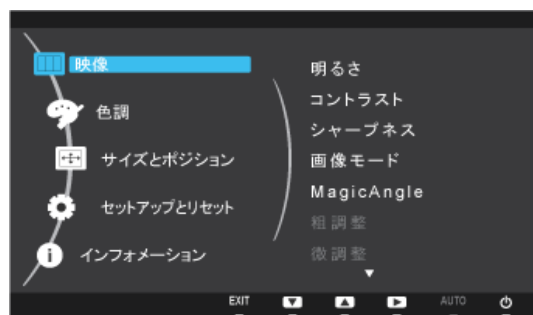 映像
色調
サイズとポジション
セットアップとリセット
インフォメーション
明るさ
コントラスト
シャープネス
画像モード
MagicAngle
粗調整
微調整
EXIT
AUTO